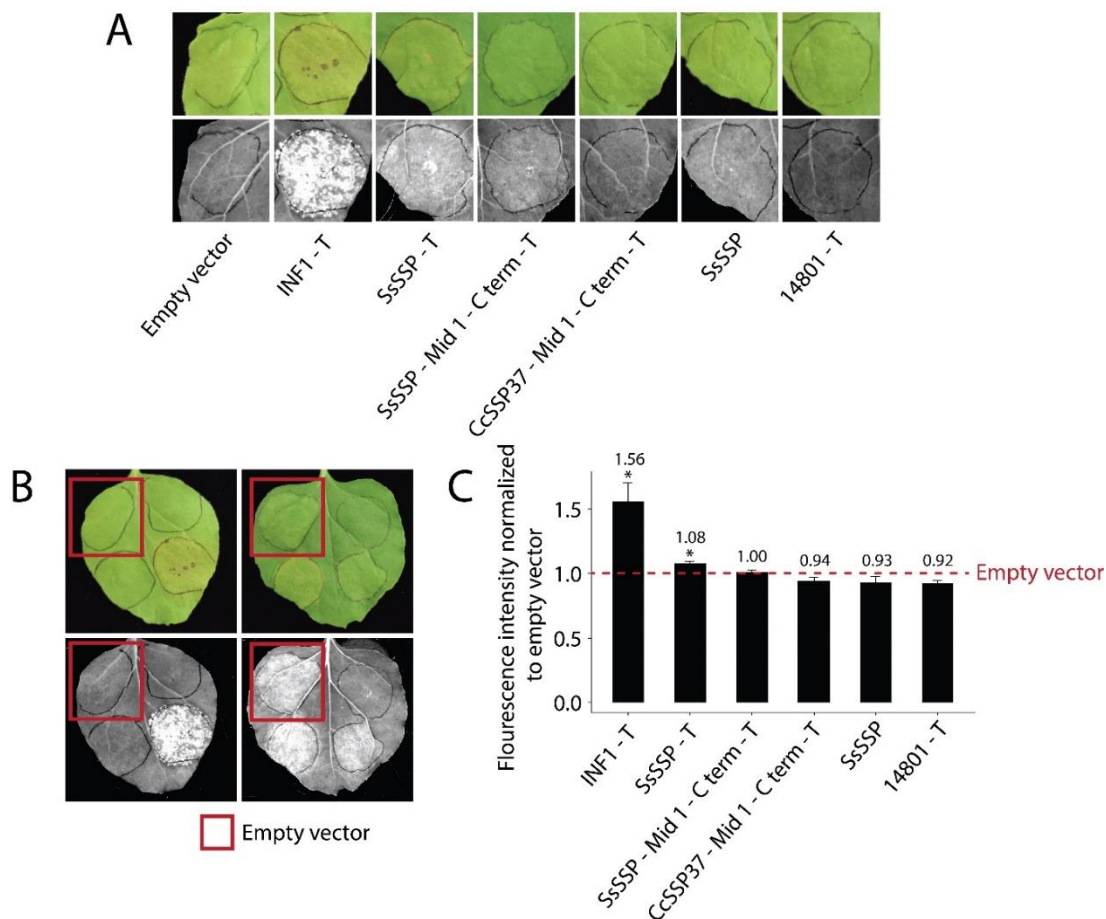 A
Empty vector
INF1 - T
SsSSP - T
SsSSP - Mid 1 - C term - T
CcSSP37 - Mid 1 - C term - T
SsSSP
14801 - T
B
Empty vector
C
Flourescence intensity normalized
to empty vector
1.5
1.0
0.5
0.0
1.56
*
1.08
*
1.00
0.94
0.93
0.92
Empty vector
INF1 - T
SsSSP - T
SsSSP - Mid 1 - C term - T
CcSSP37 - Mid 1 - C term - T
SsSSP
14801 - T